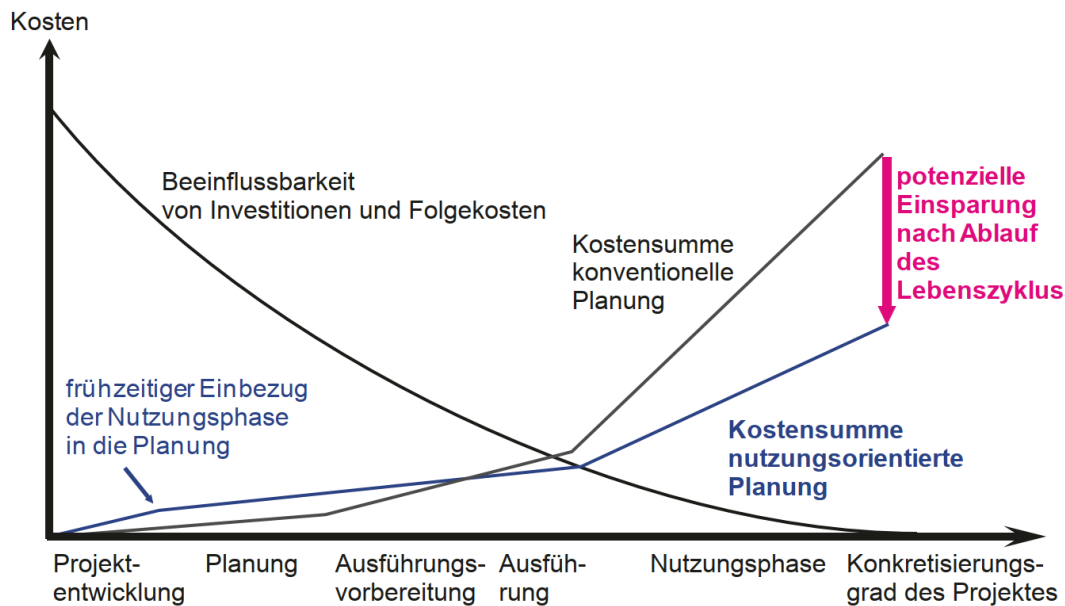 Kosten
Beeinflussbarkeit
von Investitionen und Folgekosten
Kostensumme
konventionelle
Planung
potenzielle
Einsparung
nach Ablauf
des
Lebenszyklus
frühzeitiger Einbezug
der Nutzungsphase
in die Planung
Kostensumme
nutzungsorientierte
Planung
Projekt-
entwicklung
Planung
Ausführungs-
vorbereitung
Ausfüh-
rung
Nutzungsphase
Konkretisierungs-
grad des Projektes